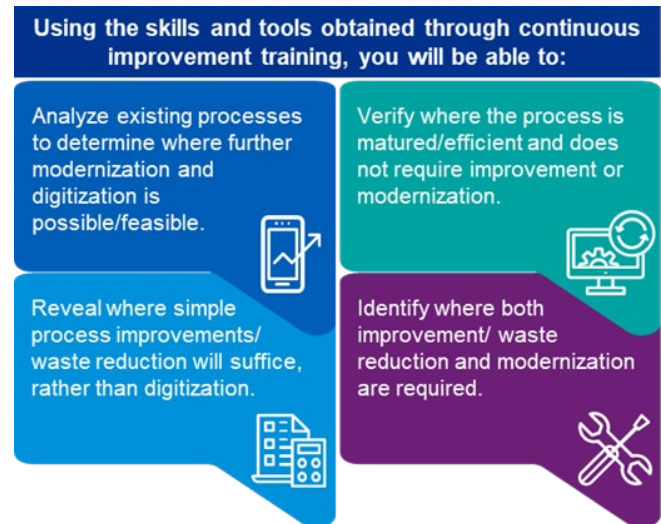 Using the skills and tools obtained through continuous
improvement training, you will be able to:
Analyze existing processes
to determine where further
modernization and
digitization is
possible/feasible.
Verify where the process is
matured/efficient and does
not require improvement or
modernization.
Reveal where simple
process improvements/
waste reduction will suffice,
rather than digitization.
Identify where both
improvement/ waste
reduction and modernization
are required.